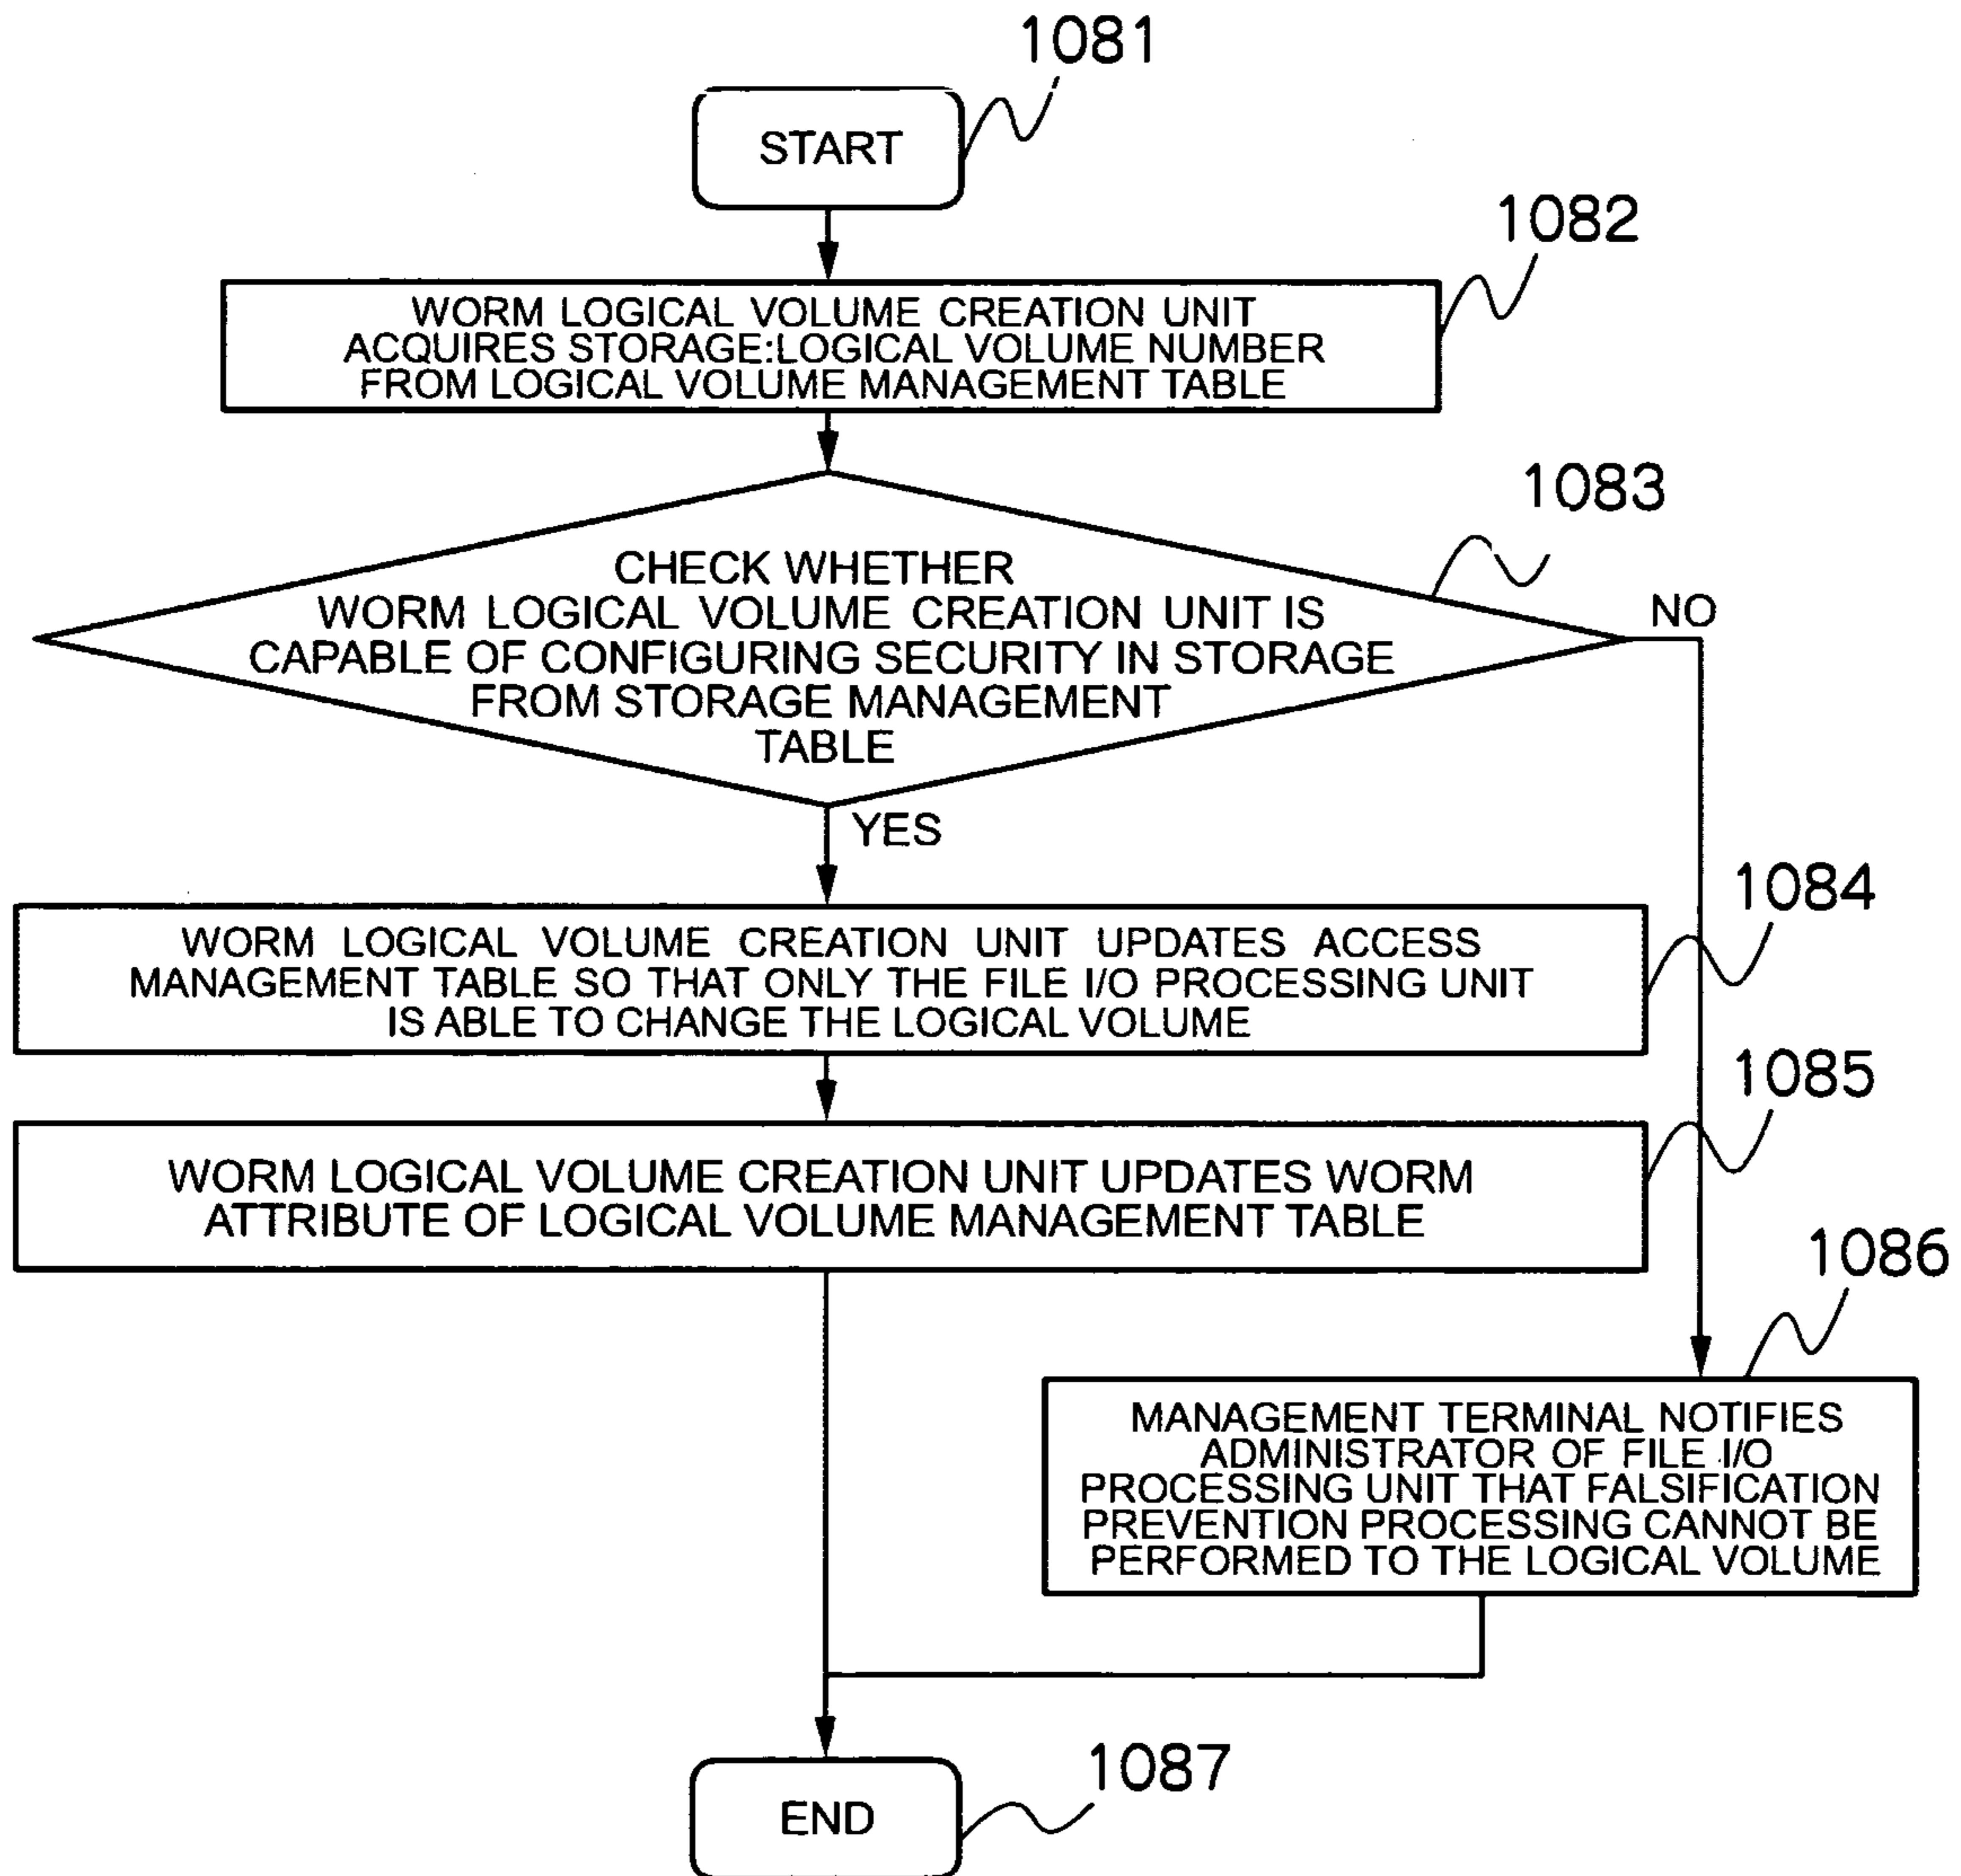 1081
START
1082
WORM LOGICAL VOLUME CREATION UNIT
ACQUIRES STORAGE:LOGICAL VOLUME NUMBER
FROM LOGICAL VOLUME MANAGEMENT TABLE
1083
CHECK WHETHER
WORM LOGICAL VOLUME CREATION UNIT IS
CAPABLE OF CONFIGURING SECURITY IN STORAGE
FROM STORAGE MANAGEMENT
TABLE
NO
YES
1084
WORM LOGICAL VOLUME CREATION UNIT UPDATES ACCESS
MANAGEMENT TABLE SO THAT ONLY THE FILE I/O PROCESSING UNIT
IS ABLE TO CHANGE THE LOGICAL VOLUME
1085
WORM LOGICAL VOLUME CREATION UNIT UPDATES WORM
ATTRIBUTE OF LOGICAL VOLUME MANAGEMENT TABLE
1086
MANAGEMENT TERMINAL NOTIFIES
ADMINISTRATOR OF FILE I/O
PROCESSING UNIT THAT FALSIFICATION
PREVENTION PROCESSING CANNOT BE
PERFORMED TO THE LOGICAL VOLUME
1087
END